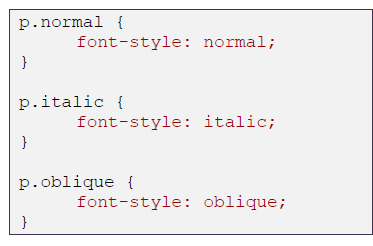 p.normal {
font-style: normal;
}
p.italic {
font-style: italic;
}
p.oblique {
font-style: oblique;
}